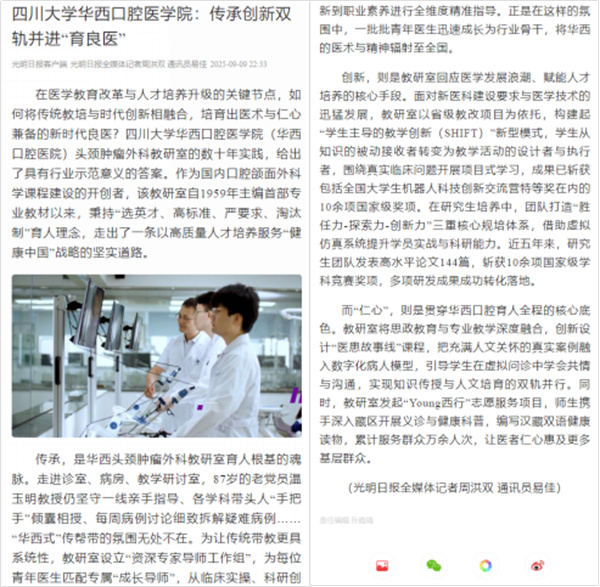 四川大学华西口腔医学院：传承创新双
轨并进“育良医”
光明日报客户端 光明日报全媒体记者周洪双 通讯员易佳 2025-09-09 22:33
在医学教育改革与人才培养升级的关键节点，如
何将传统教培与时代创新相融合，培育出医术与仁心
兼备的新时代良医？四川大学华西口腔医学院（华西
口腔医院）头颈肿瘤外科教研室的数十年实践，给出
了具有行业示范意义的答案。作为国内口腔颌面外科
学课程建设的开创者，该教研室自1959年主编首部专
业教材以来，秉持“选英才、高标准、严要求、淘汰
制”育人理念，走出了一条以高质量人才培养服务“健
康中国”战略的坚实道路。
传承，是华西头颈肿瘤外科教研室育人根基的魂
脉。走进诊室、病房、教学研讨室，87岁的老党员温
玉明教授仍坚守一线亲手指导、各学科带头人“手把
手”倾囊相授、每周病例讨论细致拆解疑难病例……
“华西式”传帮带的氛围无处不在。为让传统带教更具
系统性，教研室设立“资深专家导师工作组”，为每位
青年医生匹配专属“成长导师”，从临床实操、科研创
新到职业素养进行全维度精准指导。正是在这样的氛
围中，一批批青年医生迅速成长为行业骨干，将华西
的医术与精神辐射至全国。
创新，则是教研室回应医学发展浪潮、赋能人才
培养的核心手段。面对新医科建设要求与医学技术的
迅猛发展，教研室以省级教改项目为依托，构建起
“学生主导的教学创新（SHIFT）”新型模式，学生从
知识的被动接收者转变为教学活动的设计者与执行
者，围绕真实临床问题开展项目式学习，成果已斩获
包括全国大学生机器人科技创新交流营特等奖在内的
10余项国家级奖项。在研究生培养中，团队打造“胜
任力-探索力-创新力”三重核心规培体系，借助虚拟
仿真系统提升学员实战与科研能力。近五年来，研究
生团队发表高水平论文144篇，斩获10余项国家级学
科竞赛奖项，多项研发成果成功转化落地。
而“仁心”，则是贯穿华西口腔育人全程的核心底
色。教研室将思政教育与专业教学深度融合，创新设
计“医患故事线”课程，把充满人文关怀的真实案例融
入数字化病人模型，引导学生在虚拟问诊中学会共情
与沟通，实现知识传授与人文培育的双轨并行。同
时，教研室发起“Young西行”志愿服务项目，师生携
手深入藏区开展义诊与健康科普，编写汉藏双语健康
读物，累计服务群众万余人次，让医者仁心惠及更多
基层群众。
（光明日报全媒体记者周洪双 通讯员易佳）